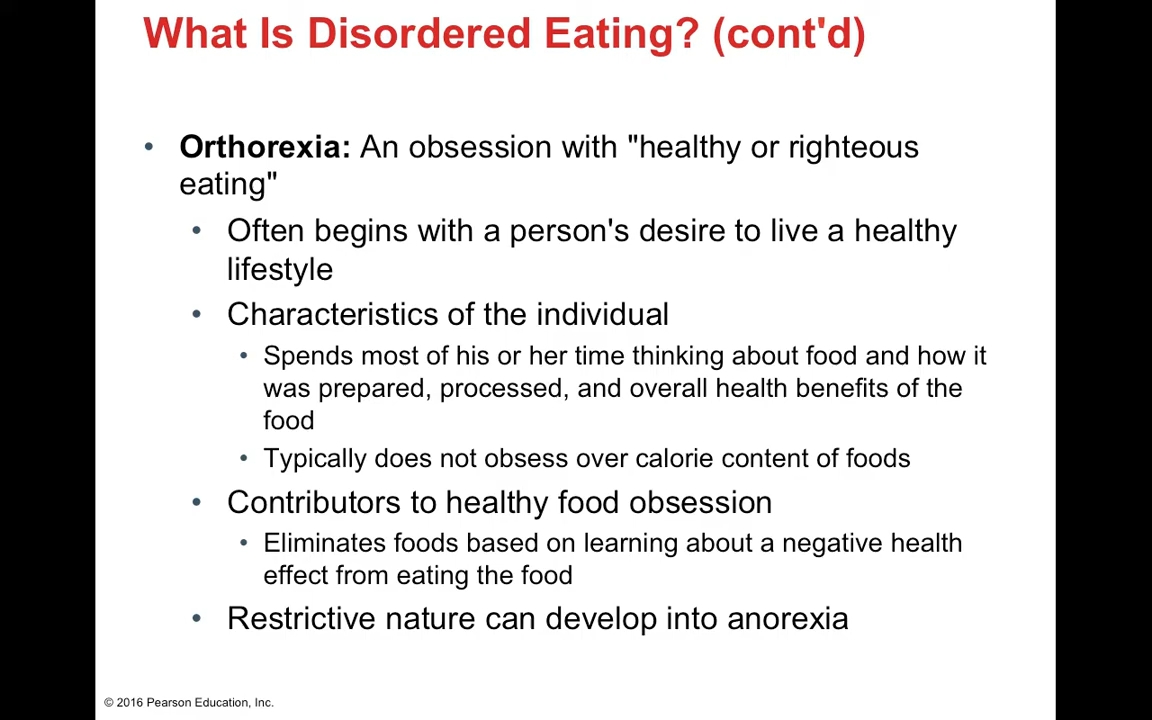 What Is Disordered Eating? (cont'd)
• Orthorexia: An obsession with "healthy or righteous
eating"
• Often begins with a person's desire to live a healthy
lifestyle
• Characteristics of the individual
• Spends most of his or her time thinking about food and how it
was prepared, processed, and overall health benefits of the
food
• Typically does not obsess over calorie content of foods
• Contributors to healthy food obsession
• Eliminates foods based on learning about a negative health
effect from eating the food
• Restrictive nature can develop into anorexia
© 2016 Pearson Education, Inc.